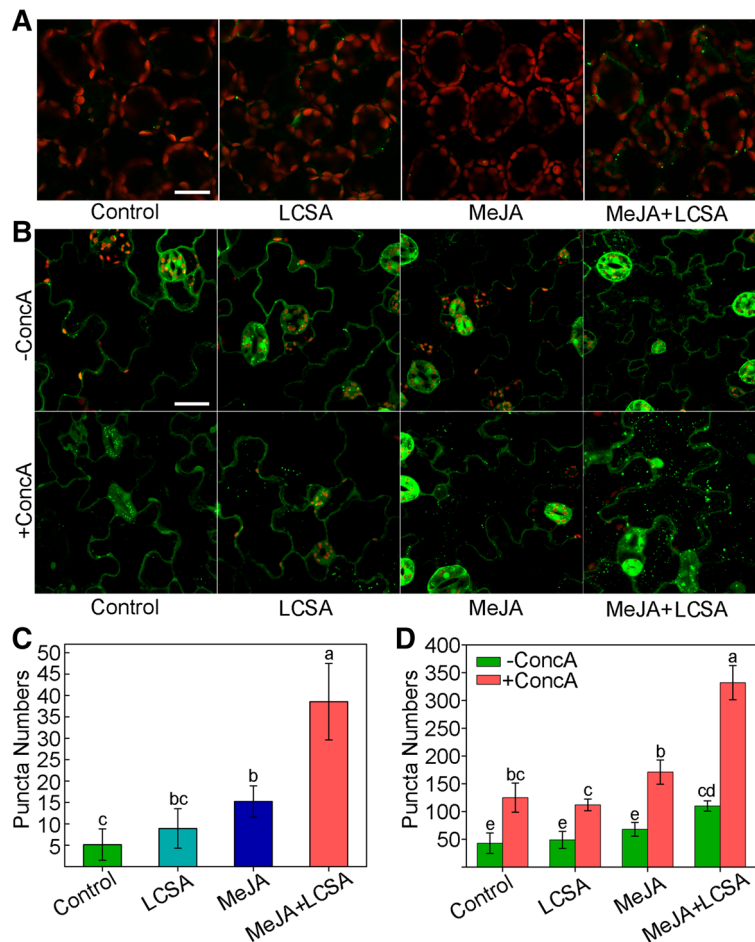 A
Control LCSA MeJA MeJA+LCSA
B
-ConcA
+ConcA
Control LCSA MeJA MeJA+LCSA
C
Puncta Numbers
50
45
40
35
30
25
20
15
10
5
c
bc
b
a
Control LCSA MeJA MeJA+LCSA
D
Puncta Numbers
400
350
300
250
200
150
100
50
-ConcA
+ConcA
e
bc
e
c
e
b
cd
a
Control LCSA MeJA MeJA+LCSA